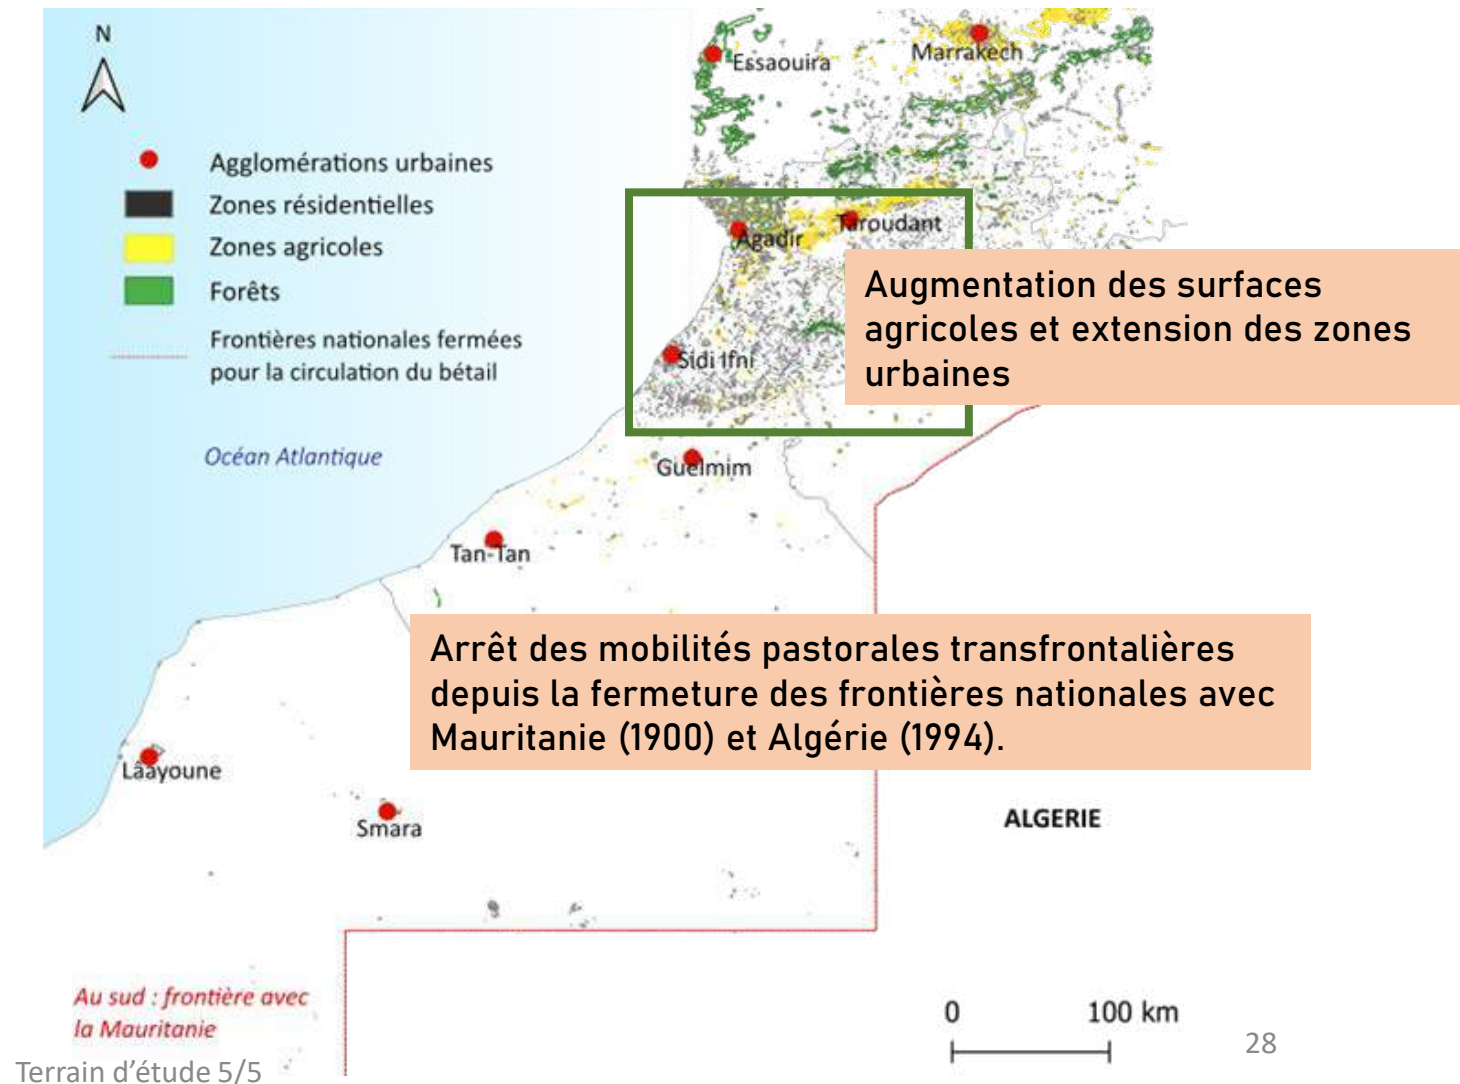 N
Essaouira
Marrakech
Agglomérations urbaines
Zones résidentielles
Zones agricoles
Forêts
Frontières nationales fermées
pour la circulation du bétail
Agadir
Taroudant
Augmentation des surfaces
agricoles et extension des zones
urbaines
Sidi Ifni
Océan Atlantique
Guelmim
Tan-Tan
Arrêt des mobilités pastorales transfrontalières
depuis la fermeture des frontières nationales avec
Mauritanie (1900) et Algérie (1994).
Lâayoune
Smara
ALGERIE
Au sud : frontière avec
la Mauritanie
0 100 km
28
Terrain d'étude 5/5